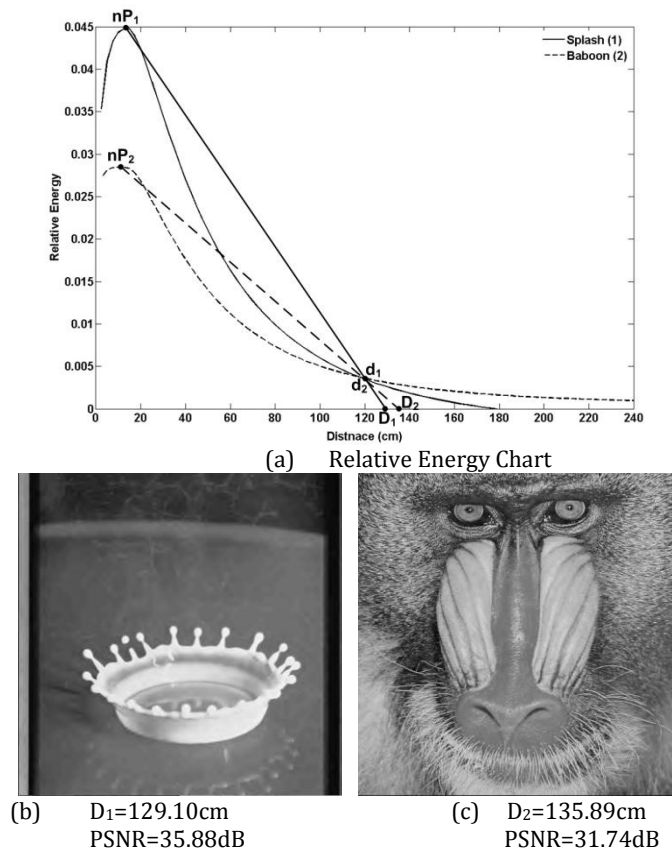 nP₁
Splash (1)
Baboon (2)
0.045
0.04
0.035
0.03
0.025
0.02
0.015
0.01
0.005
0
nP₂
d₁
d₂
D₁
D₂
Relative Energy
0 20 40 60 80 100 120 140 160 180 200 220 240
Distnace (cm)
(a) Relative Energy Chart
(b) D₁=129.10cm
PSNR=35.88dB
(c) D₂=135.89cm
PSNR=31.74dB